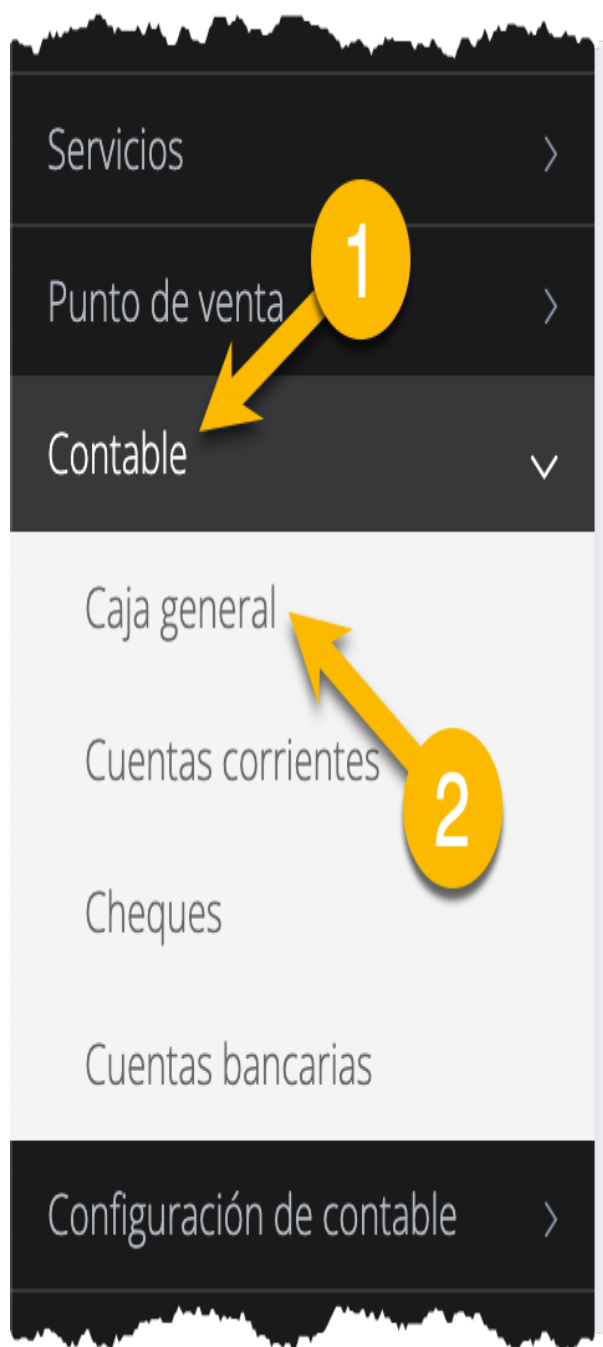 Servicios
1
Punto de venta
Contable
Caja general
Cuentas corrientes
2
Cheques
Cuentas bancarias
Configuración de contable